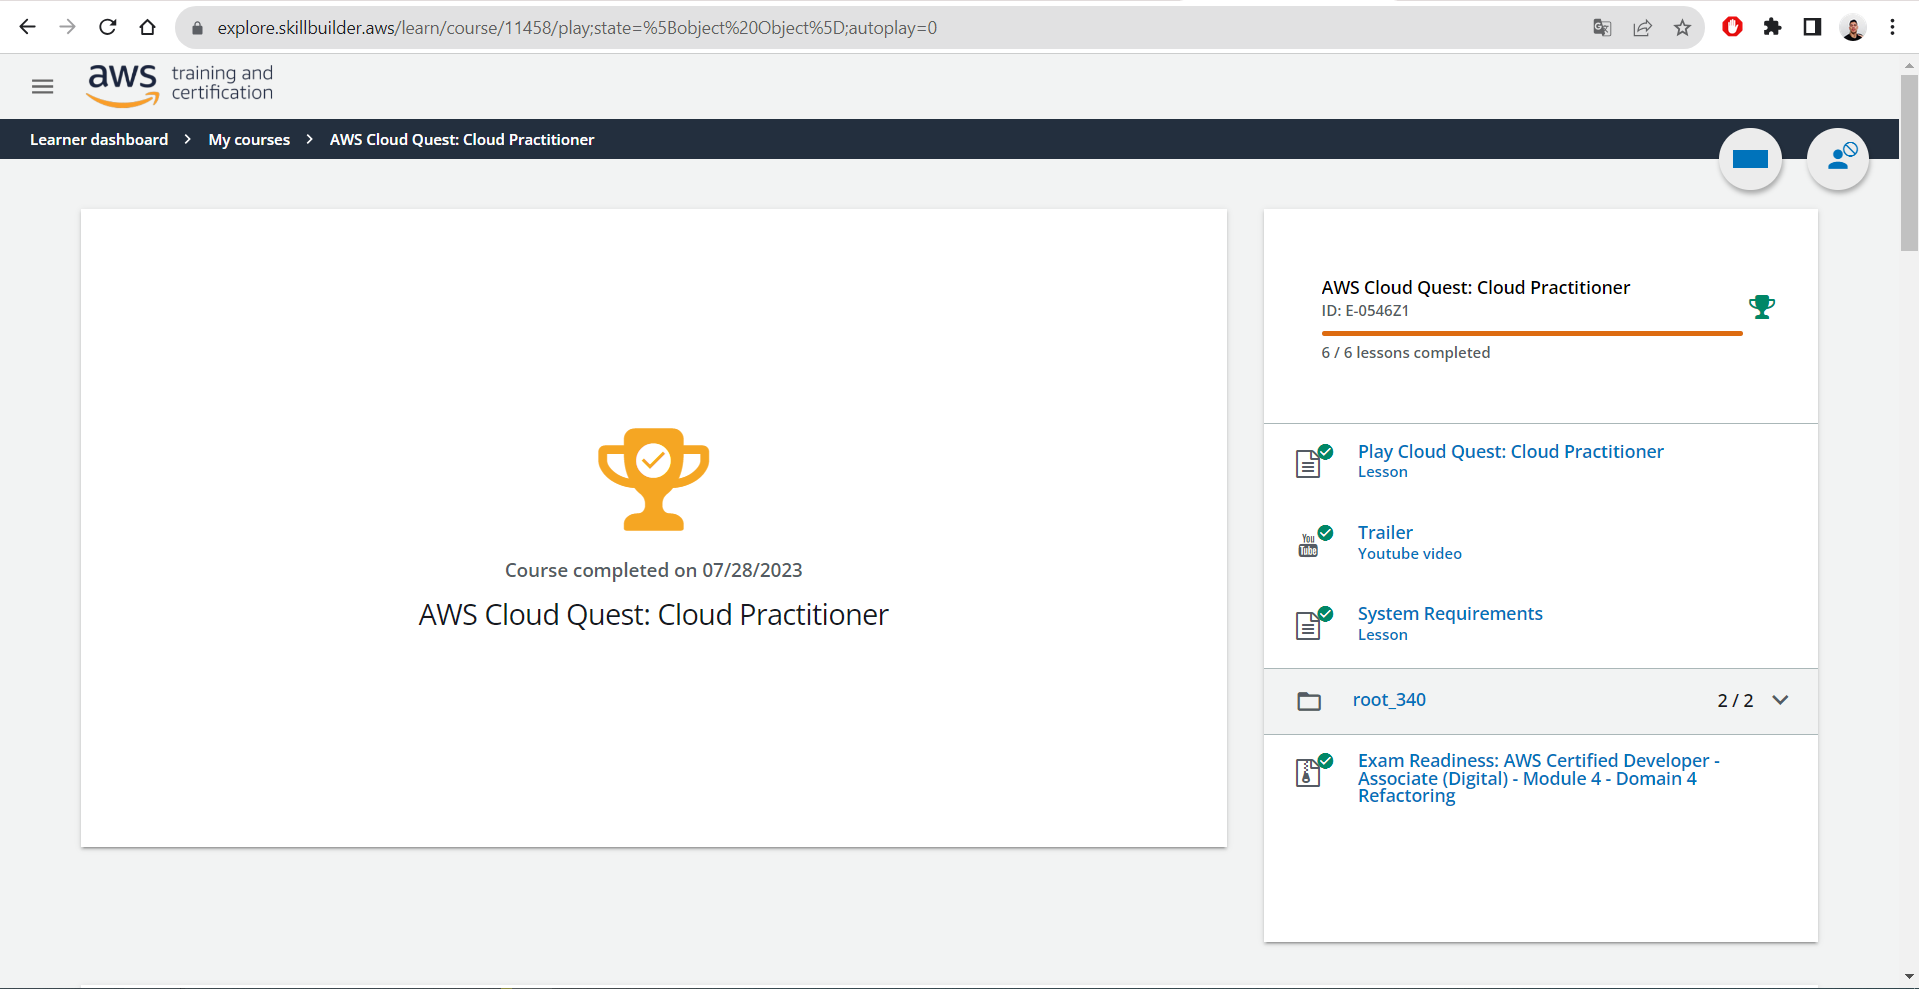 explore.skillbuilder.aws/learn/course/11458/play;state=%5Bobject%20Object%5D;autoplay=0
aws training and
certification
Learner dashboard > My courses > AWS Cloud Quest: Cloud Practitioner
Course completed on 07/28/2023
AWS Cloud Quest: Cloud Practitioner
AWS Cloud Quest: Cloud Practitioner
ID: E-0546Z1
6 / 6 lessons completed
Play Cloud Quest: Cloud Practitioner
Lesson
You
Tube
Trailer
Youtube video
System Requirements
Lesson
root_340
2 / 2
Exam Readiness: AWS Certified Developer -
Associate (Digital) - Module 4 - Domain 4
Refactoring